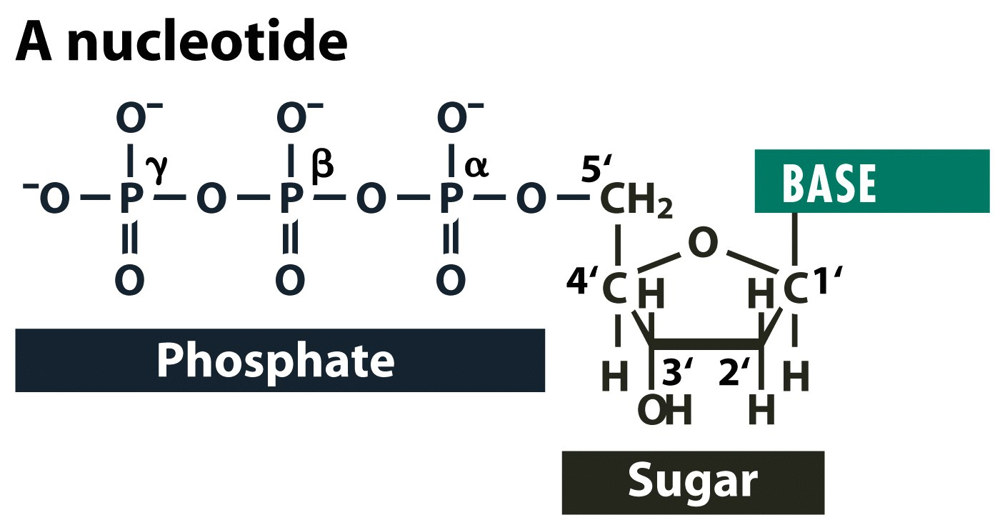 A nucleotide
O⁻ O⁻ O⁻
γ β α 5‘
⁻O — P — O — P — O — P — O — CH₂ BASE
O
O O O 4‘ C H H C 1‘
Phosphate
H 3‘ 2‘ H
OH H
Sugar